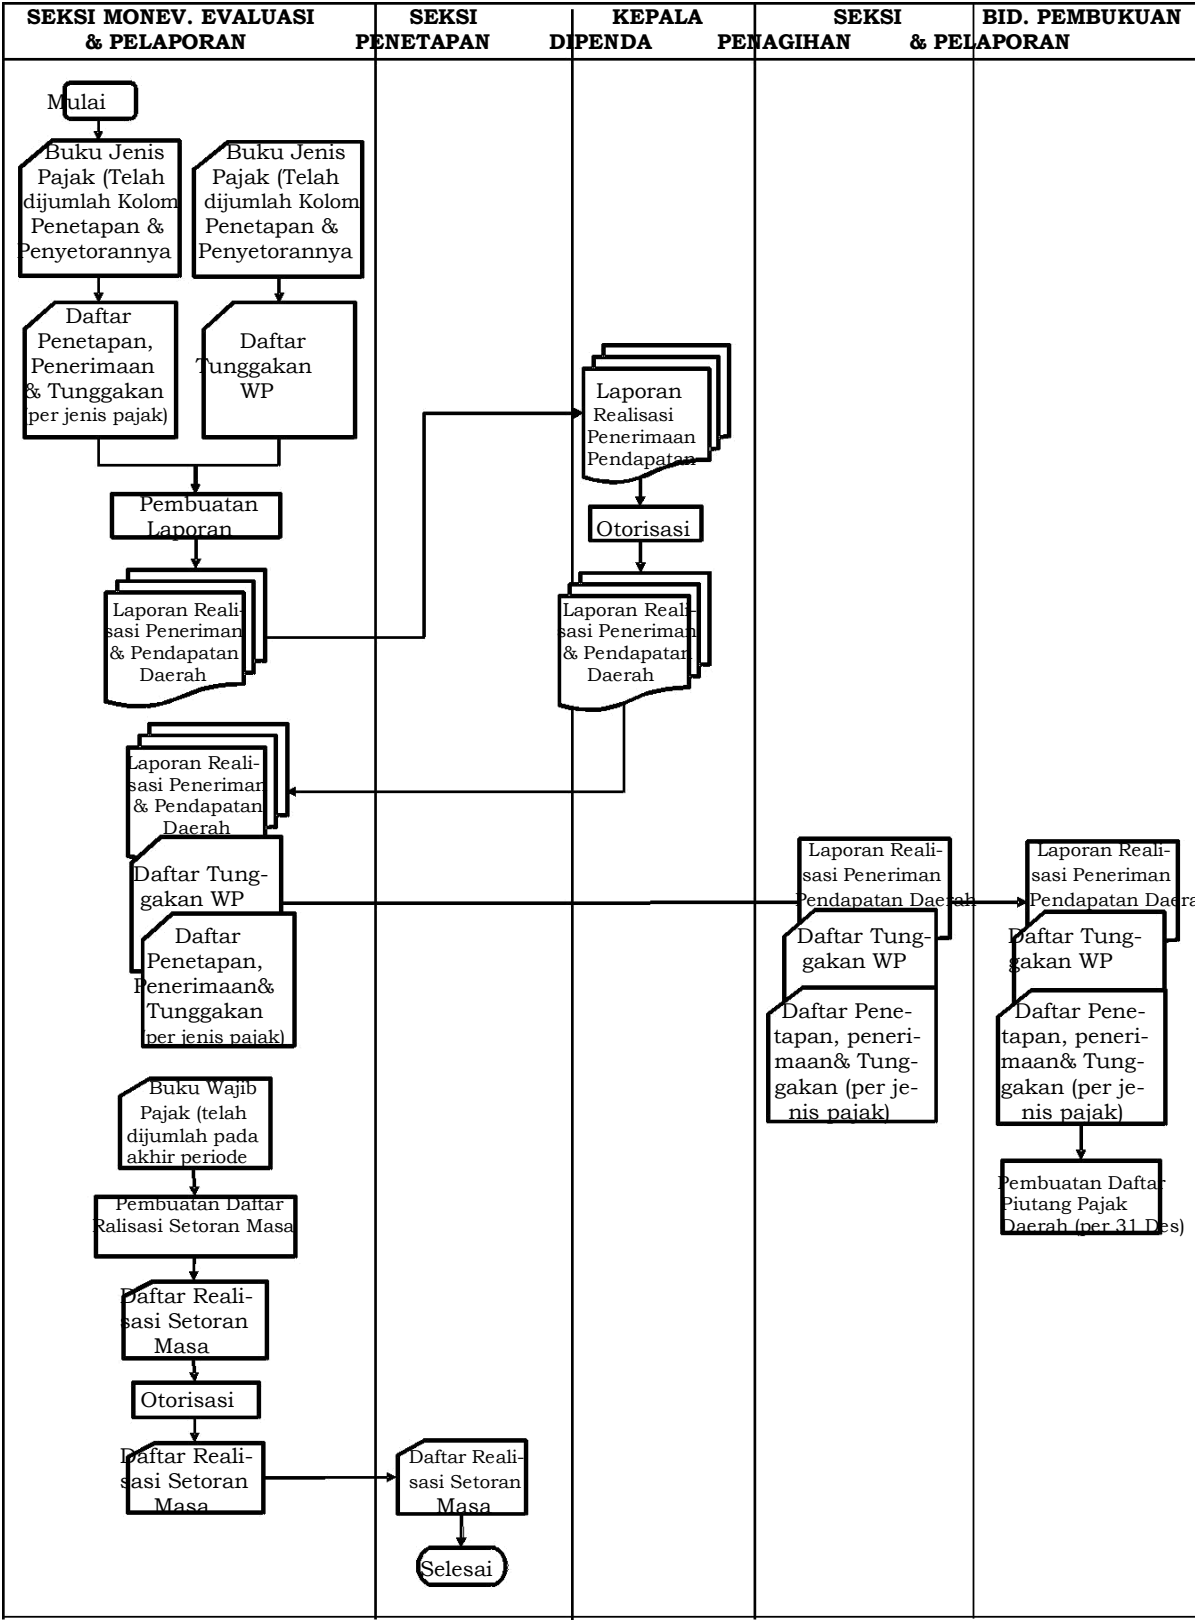 SEKSI MONEV. EVALUASI
& PELAPORAN
SEKSI
PENETAPAN
KEPALA
DIPENDA
SEKSI
PENAGIHAN
BID. PEMBUKUAN
& PELAPORAN
Mulai
Buku Jenis
Pajak (Telah
dijumlah Kolom
Penetapan &
Penyetorannya
Buku Jenis
Pajak (Telah
dijumlah Kolom
Penetapan &
Penyetorannya
Daftar
Penetapan,
Penerimaan
& Tunggakan
(per jenis pajak)
Daftar
Tunggakan
WP
Pembuatan
Laporan
Laporan Reali-
sasi Peneriman
& Pendapatan
Daerah
Laporan
Realisasi
Penerimaan
Pendapatan
Otorisasi
Laporan Reali-
sasi Peneriman
& Pendapatan
Daerah
Laporan Reali-
sasi Peneriman
& Pendapatan
Daerah
Daftar Tung-
gakan WP
Daftar
Penetapan,
Penerimaan&
Tunggakan
(per jenis pajak)
Laporan Reali-
sasi Peneriman
Pendapatan Daerah
Daftar Tung-
gakan WP
Daftar Pene-
tapan, peneri-
maan& Tung-
gakan (per je-
nis pajak)
Laporan Reali-
sasi Peneriman
Pendapatan Daera
Daftar Tung-
gakan WP
Daftar Pene-
tapan, peneri-
maan& Tung-
gakan (per je-
nis pajak)
Pembuatan Daftar
Piutang Pajak
Daerah (per 31 Des)
Buku Wajib
Pajak (telah
dijumlah pada
akhir periode
Pembuatan Daftar
Ralisasi Setoran Masa
Daftar Reali-
sasi Setoran
Masa
Otorisasi
Daftar Reali-
sasi Setoran
Masa
Daftar Reali-
sasi Setoran
Masa
Selesai